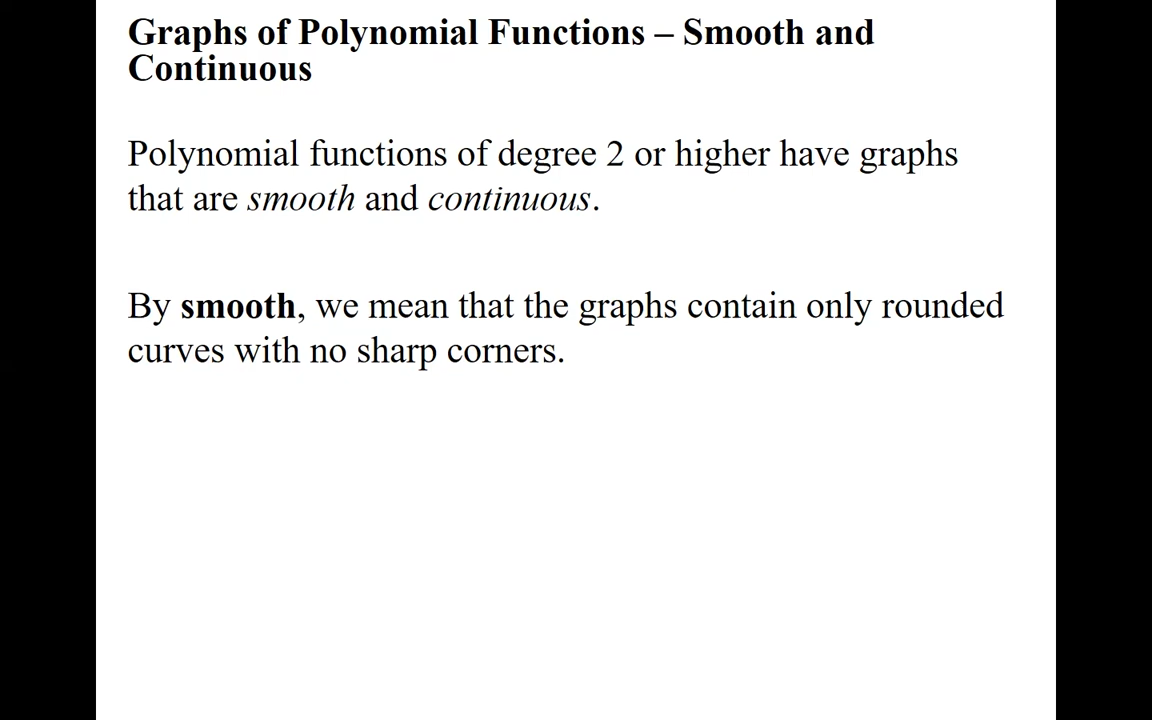 Graphs of Polynomial Functions – Smooth and
Continuous
Polynomial functions of degree 2 or higher have graphs
that are smooth and continuous.
By smooth, we mean that the graphs contain only rounded
curves with no sharp corners.